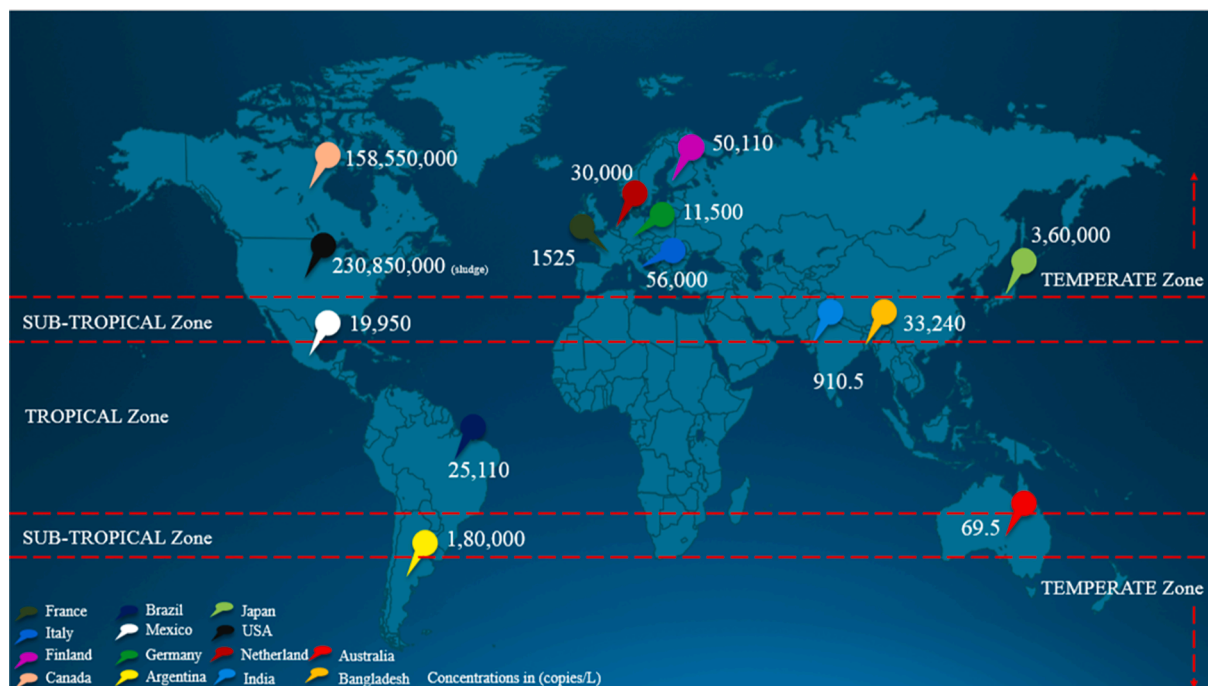 158,550,000
50,110
30,000
11,500
3,60,000
1525
230,850,000 (sludge)
56,000
TEMPERATE Zone
SUB-TROPICAL Zone
19,950
33,240
910.5
TROPICAL Zone
25,110
69.5
SUB-TROPICAL Zone
1,80,000
TEMPERATE Zone
France
Brazil
Japan
Italy
Mexico
USA
Finland
Germany
Netherland
Australia
Canada
Argentina
India
Bangladesh
Concentrations in (copies/L)